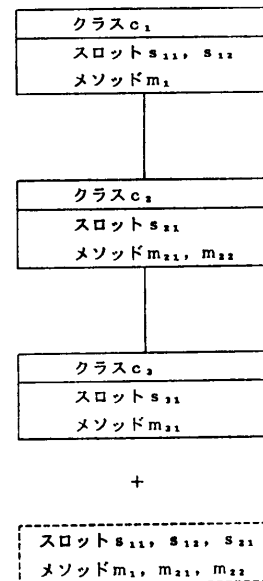 クラスc₁
スロットs₁₁, s₁₂
メソッドm₁
クラスc₂
スロットs₂₁
メソッドm₂₁, m₂₂
クラスc₃
スロットs₃₁
メソッドm₃₁
+
スロットs₁₁, s₁₂, s₂₁
メソッドm₁, m₂₁, m₂₂